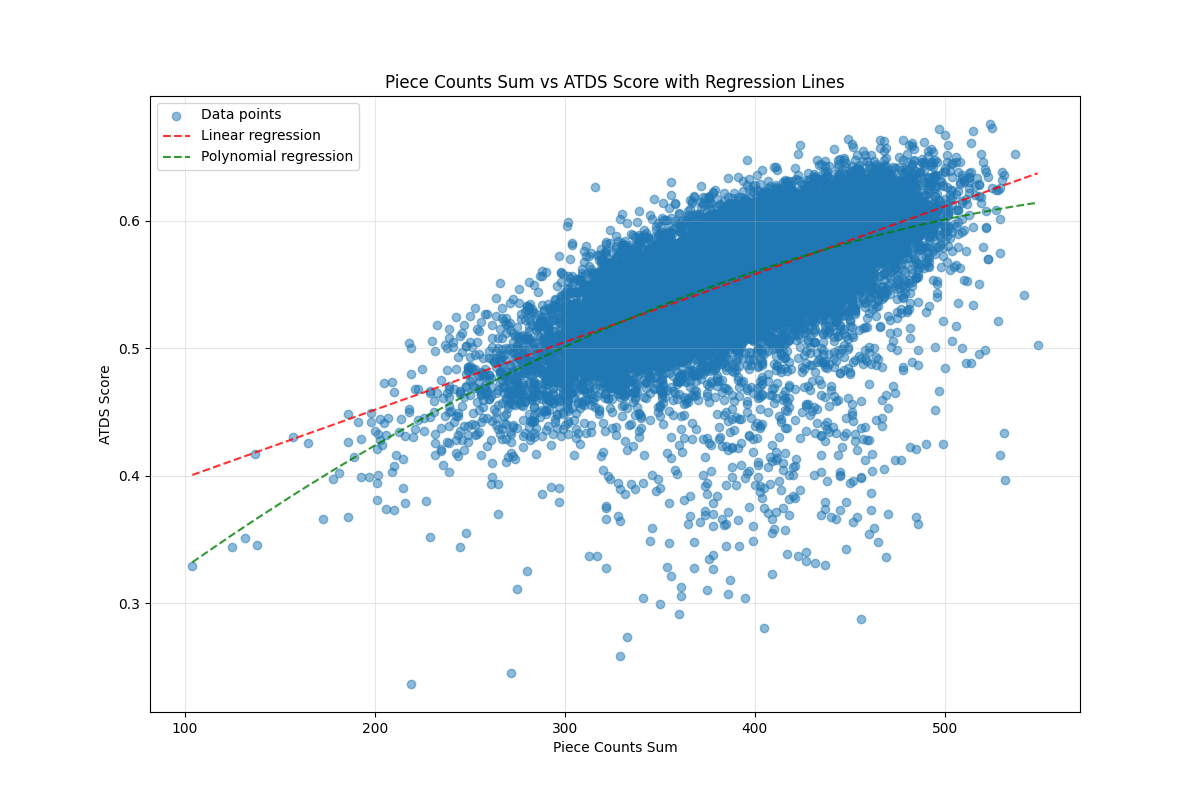 Piece Counts Sum vs ATDS Score with Regression Lines
Data points
Linear regression
Polynomial regression
ATDS Score
0.6
0.5
0.4
0.3
100 200 300 400 500
Piece Counts Sum